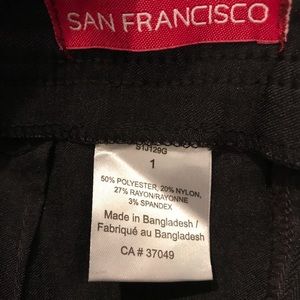 SAN FRANCISCO
S1J129G
1
50% POLYESTER, 20% NYLON,
27% RAYON/RAYONNE
3% SPANDEX
Made in Bangladesh /
Fabriqué au Bangladesh
CA # 37049